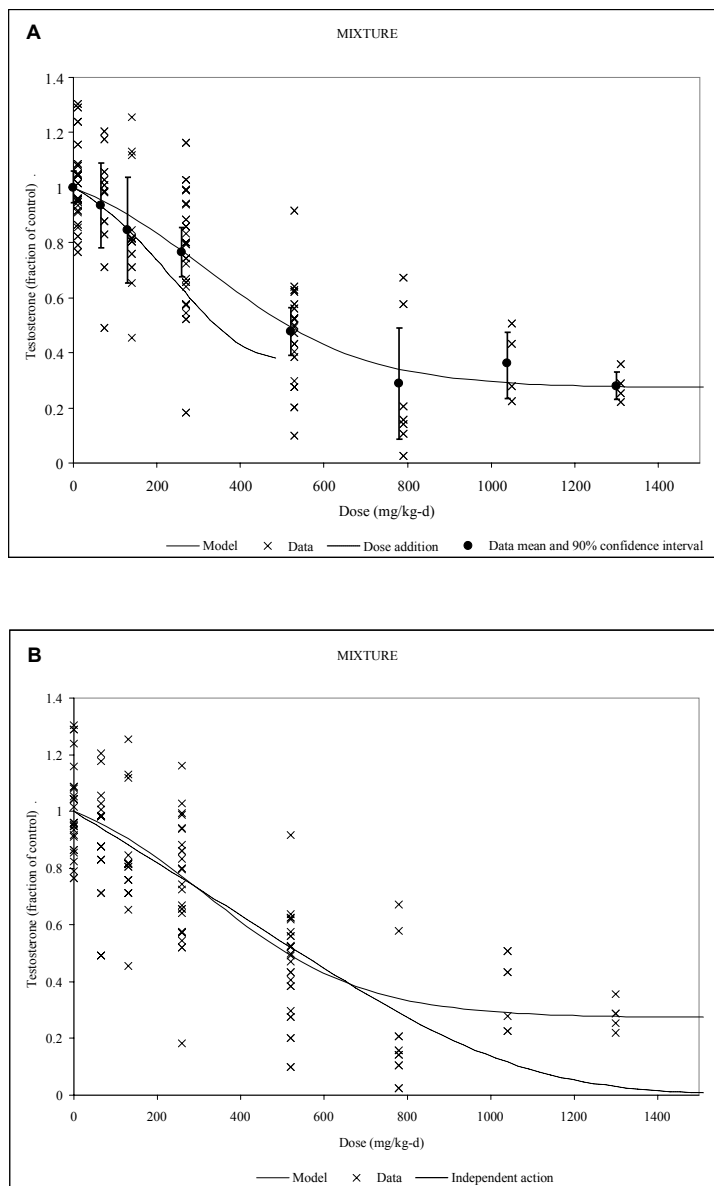 A
MIXTURE
1.4
1.2
1
0.8
0.6
0.4
0.2
0
Testosterone (fraction of control) .
0 200 400 600 800 1000 1200 1400
Dose (mg/kg-d)
Model Data Dose addition Data mean and 90% confidence interval
B
MIXTURE
1.4
1.2
1
0.8
0.6
0.4
0.2
0
Testosterone (fraction of control) .
0 200 400 600 800 1000 1200 1400
Dose (mg/kg-d)
Model Data Independent action